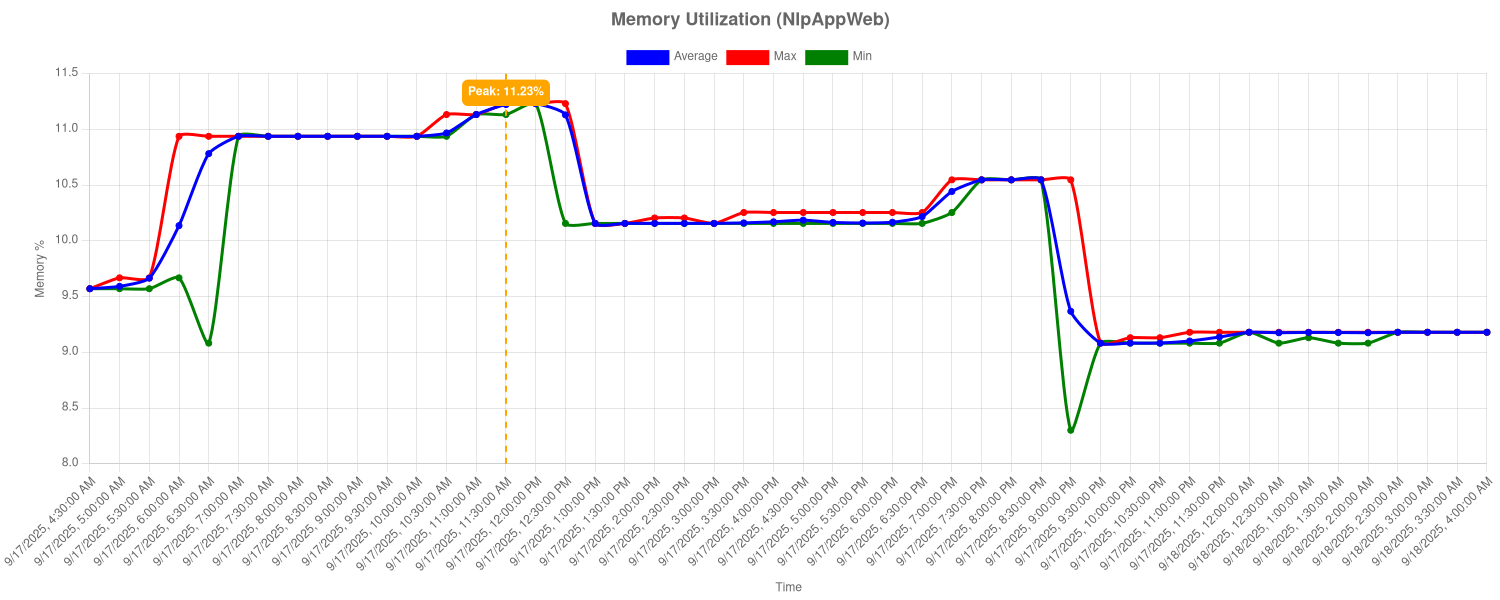 Memory Utilization (NlpAppWeb)
Average Max Min
11.5
11.0
10.5
10.0
9.5
9.0
8.5
8.0
Memory %
Peak: 11.23%
9/17/2025, 4:30:00 AM
9/17/2025, 5:00:00 AM
9/17/2025, 5:30:00 AM
9/17/2025, 6:00:00 AM
9/17/2025, 6:30:00 AM
9/17/2025, 7:00:00 AM
9/17/2025, 7:30:00 AM
9/17/2025, 8:00:00 AM
9/17/2025, 8:30:00 AM
9/17/2025, 9:00:00 AM
9/17/2025, 9:30:00 AM
9/17/2025, 10:00:00 AM
9/17/2025, 10:30:00 AM
9/17/2025, 11:00:00 AM
9/17/2025, 11:30:00 AM
9/17/2025, 12:00:00 PM
9/17/2025, 12:30:00 PM
9/17/2025, 1:00:00 PM
9/17/2025, 1:30:00 PM
9/17/2025, 2:00:00 PM
9/17/2025, 2:30:00 PM
9/17/2025, 3:00:00 PM
9/17/2025, 3:30:00 PM
9/17/2025, 4:00:00 PM
9/17/2025, 4:30:00 PM
9/17/2025, 5:00:00 PM
9/17/2025, 5:30:00 PM
9/17/2025, 6:00:00 PM
9/17/2025, 6:30:00 PM
9/17/2025, 7:00:00 PM
9/17/2025, 7:30:00 PM
9/17/2025, 8:00:00 PM
9/17/2025, 8:30:00 PM
9/17/2025, 9:00:00 PM
9/17/2025, 9:30:00 PM
9/17/2025, 10:00:00 PM
9/17/2025, 10:30:00 PM
9/17/2025, 11:00:00 PM
9/17/2025, 11:30:00 PM
9/18/2025, 12:00:00 AM
9/18/2025, 12:30:00 AM
9/18/2025, 1:00:00 AM
9/18/2025, 1:30:00 AM
9/18/2025, 2:00:00 AM
9/18/2025, 2:30:00 AM
9/18/2025, 3:00:00 AM
9/18/2025, 3:30:00 AM
9/18/2025, 4:00:00 AM
Time